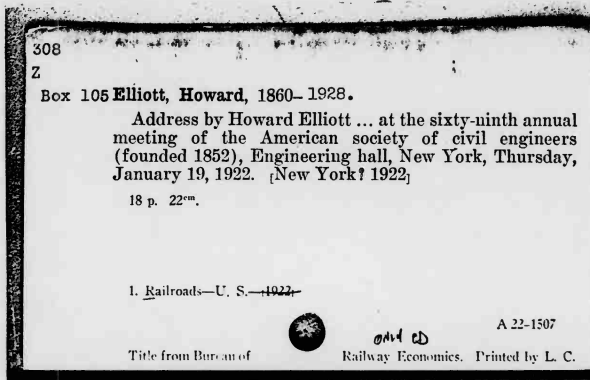 308
Z
Box 105 Elliott, Howard, 1860–1928.
Address by Howard Elliott ... at the sixty-ninth annual
meeting of the American society of civil engineers
(founded 1852), Engineering hall, New York, Thursday,
January 19, 1922. [New York? 1922]
18 p. 22cm.
1. Railroads—U. S.—[1922]
A 22-1507
ONLY ED
Title from Bureau of Railway Economics. Printed by L. C.